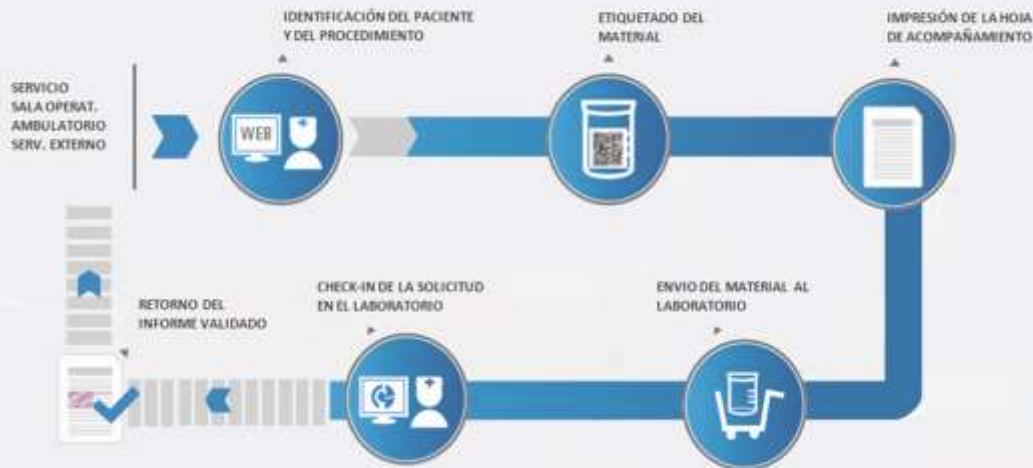 IDENTIFICACIÓN DEL PACIENTE
Y DEL PROCEDIMIENTO
ETIQUETADO DEL
MATERIAL
IMPRESIÓN DE LA HOJA
DE ACOMPAÑAMIENTO
SERVICIO
SALA OPERAT.
AMBULATORIO
SERV. EXTERNO
WEB
RETORNO DEL
INFORME VALIDADO
CHECK-IN DE LA SOLICITUD
EN EL LABORATORIO
ENVIO DEL MATERIAL AL
LABORATORIO